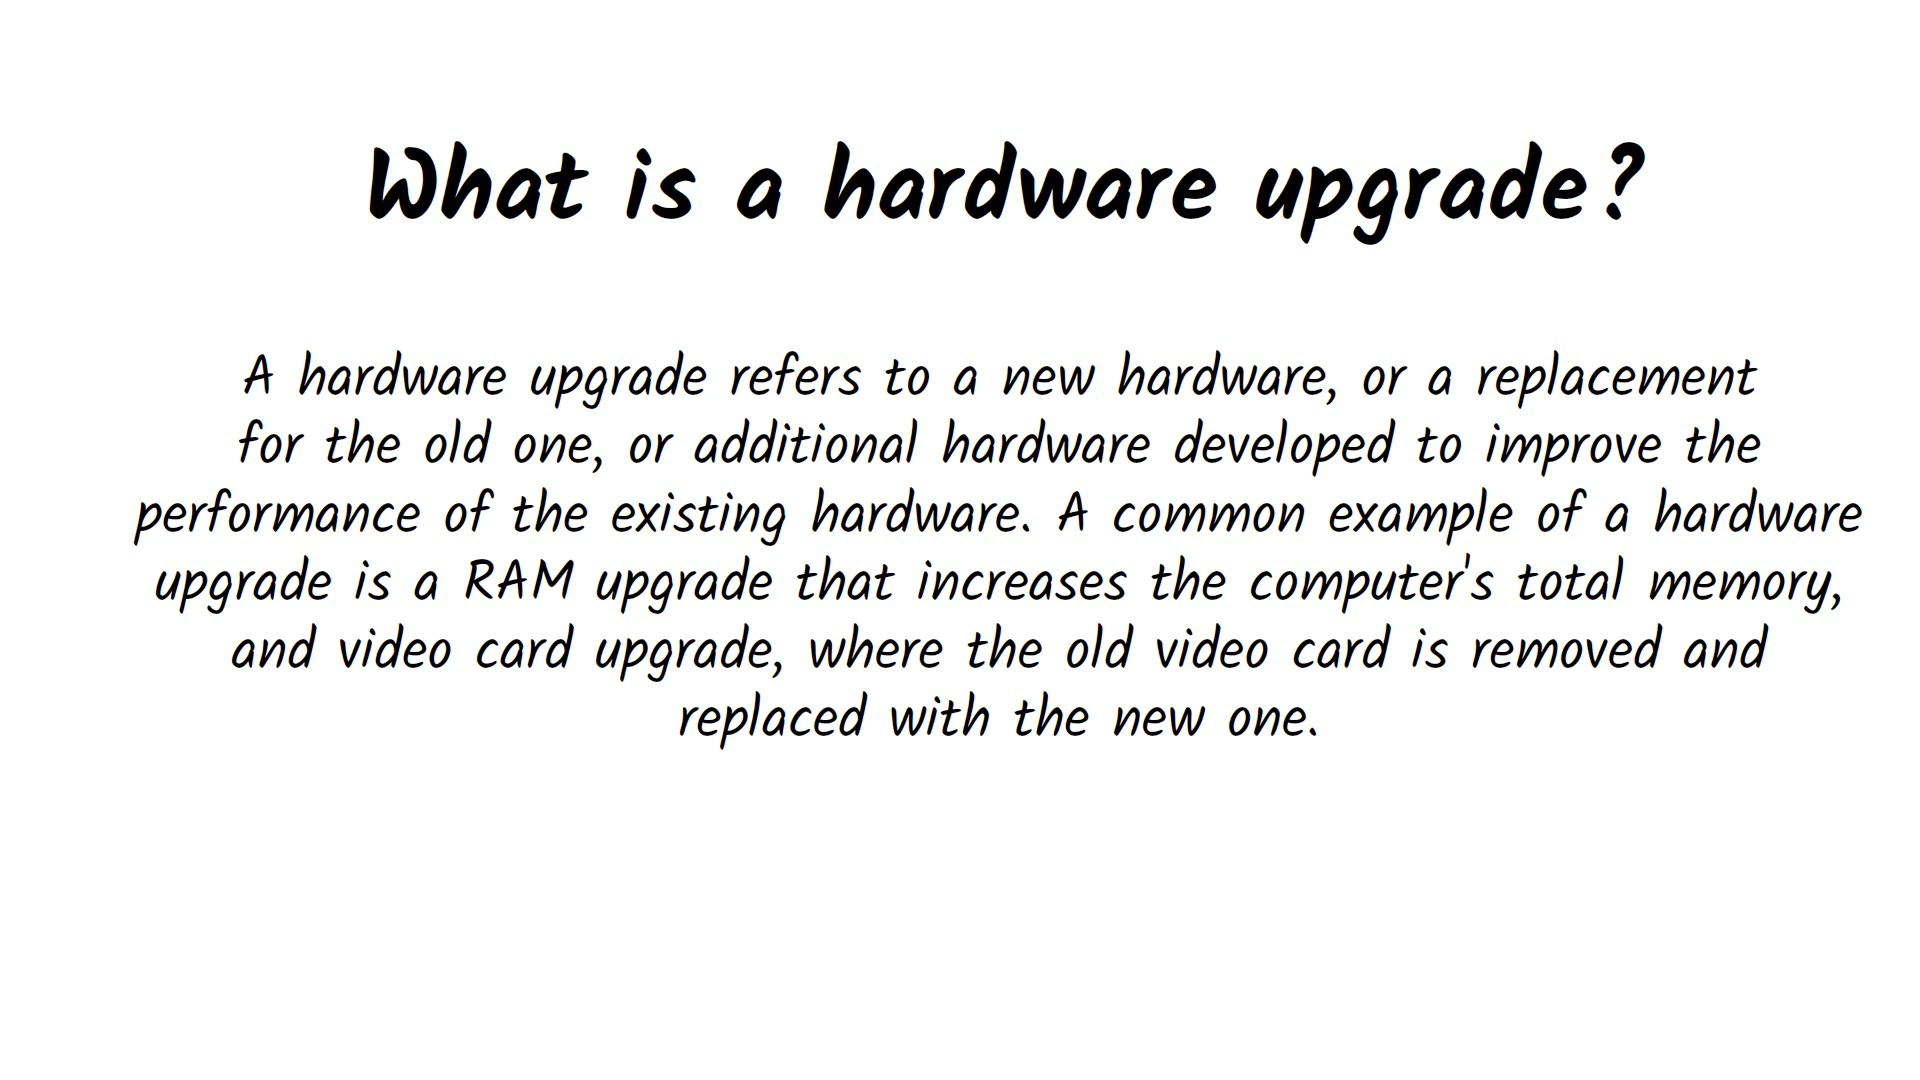 What is a hardware upgrade?
A hardware upgrade refers to a new hardware, or a replacement
for the old one, or additional hardware developed to improve the
performance of the existing hardware. A common example of a hardware
upgrade is a RAM upgrade that increases the computer's total memory,
and video card upgrade, where the old video card is removed and
replaced with the new one.